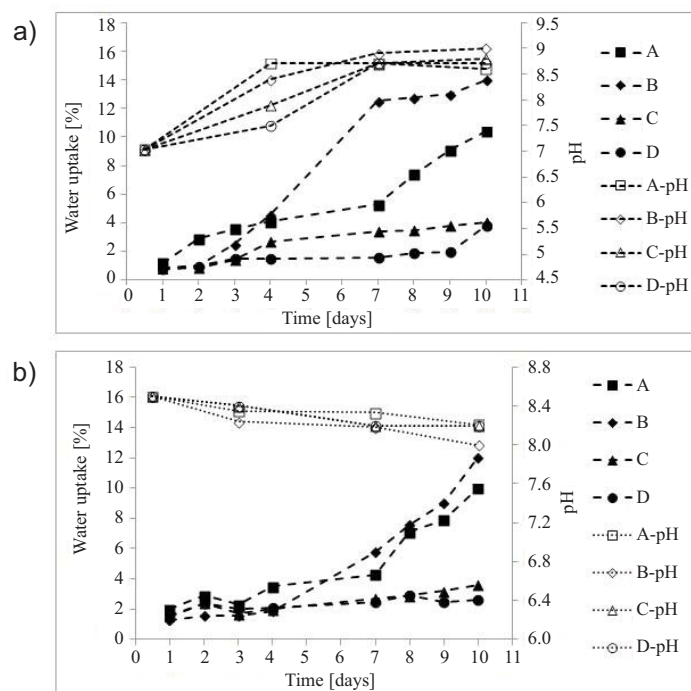 a)
18
16
14
12
10
8
6
4
2
0
Water uptake [%]
9.5
9
8.5
8
7.5
7
6.5
6
5.5
5
4.5
pH
0 1 2 3 4 5 6 7 8 9 10 11
Time [days]
A
B
C
D
A-pH
B-pH
C-pH
D-pH
b)
18
16
14
12
10
8
6
4
2
0
Water uptake [%]
8.8
8.4
8.0
7.6
7.2
6.8
6.4
6.0
pH
0 1 2 3 4 5 6 7 8 9 10 11
Time [days]
A
B
C
D
A-pH
B-pH
C-pH
D-pH